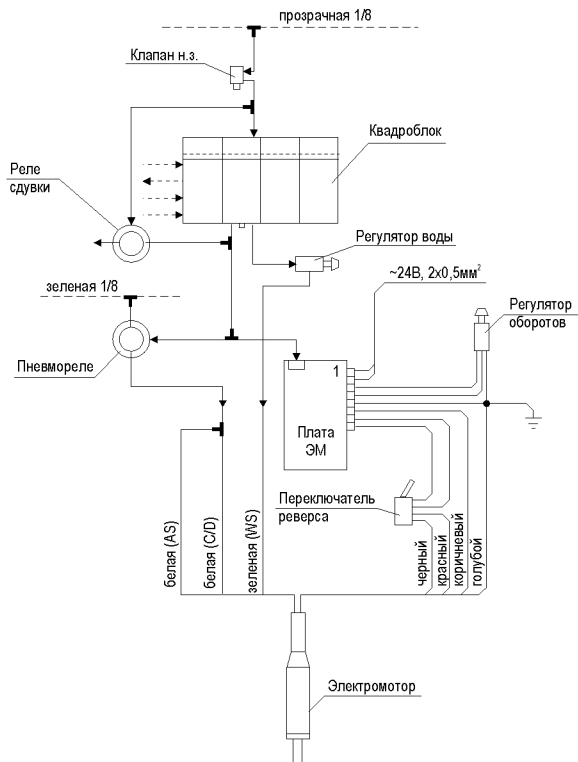 прозрачная 1/8
Клапан н.з.
Квадроблок
Реле
сдувки
Регулятор воды
~24В, 2х0,5мм²
зеленая 1/8
Регулятор
оборотов
Пневмореле
1
Плата
ЭМ
Переключатель
реверса
белая (AS)
белая (C/D)
зеленая (WS)
черный
красный
коричневый
голубой
Электромотор